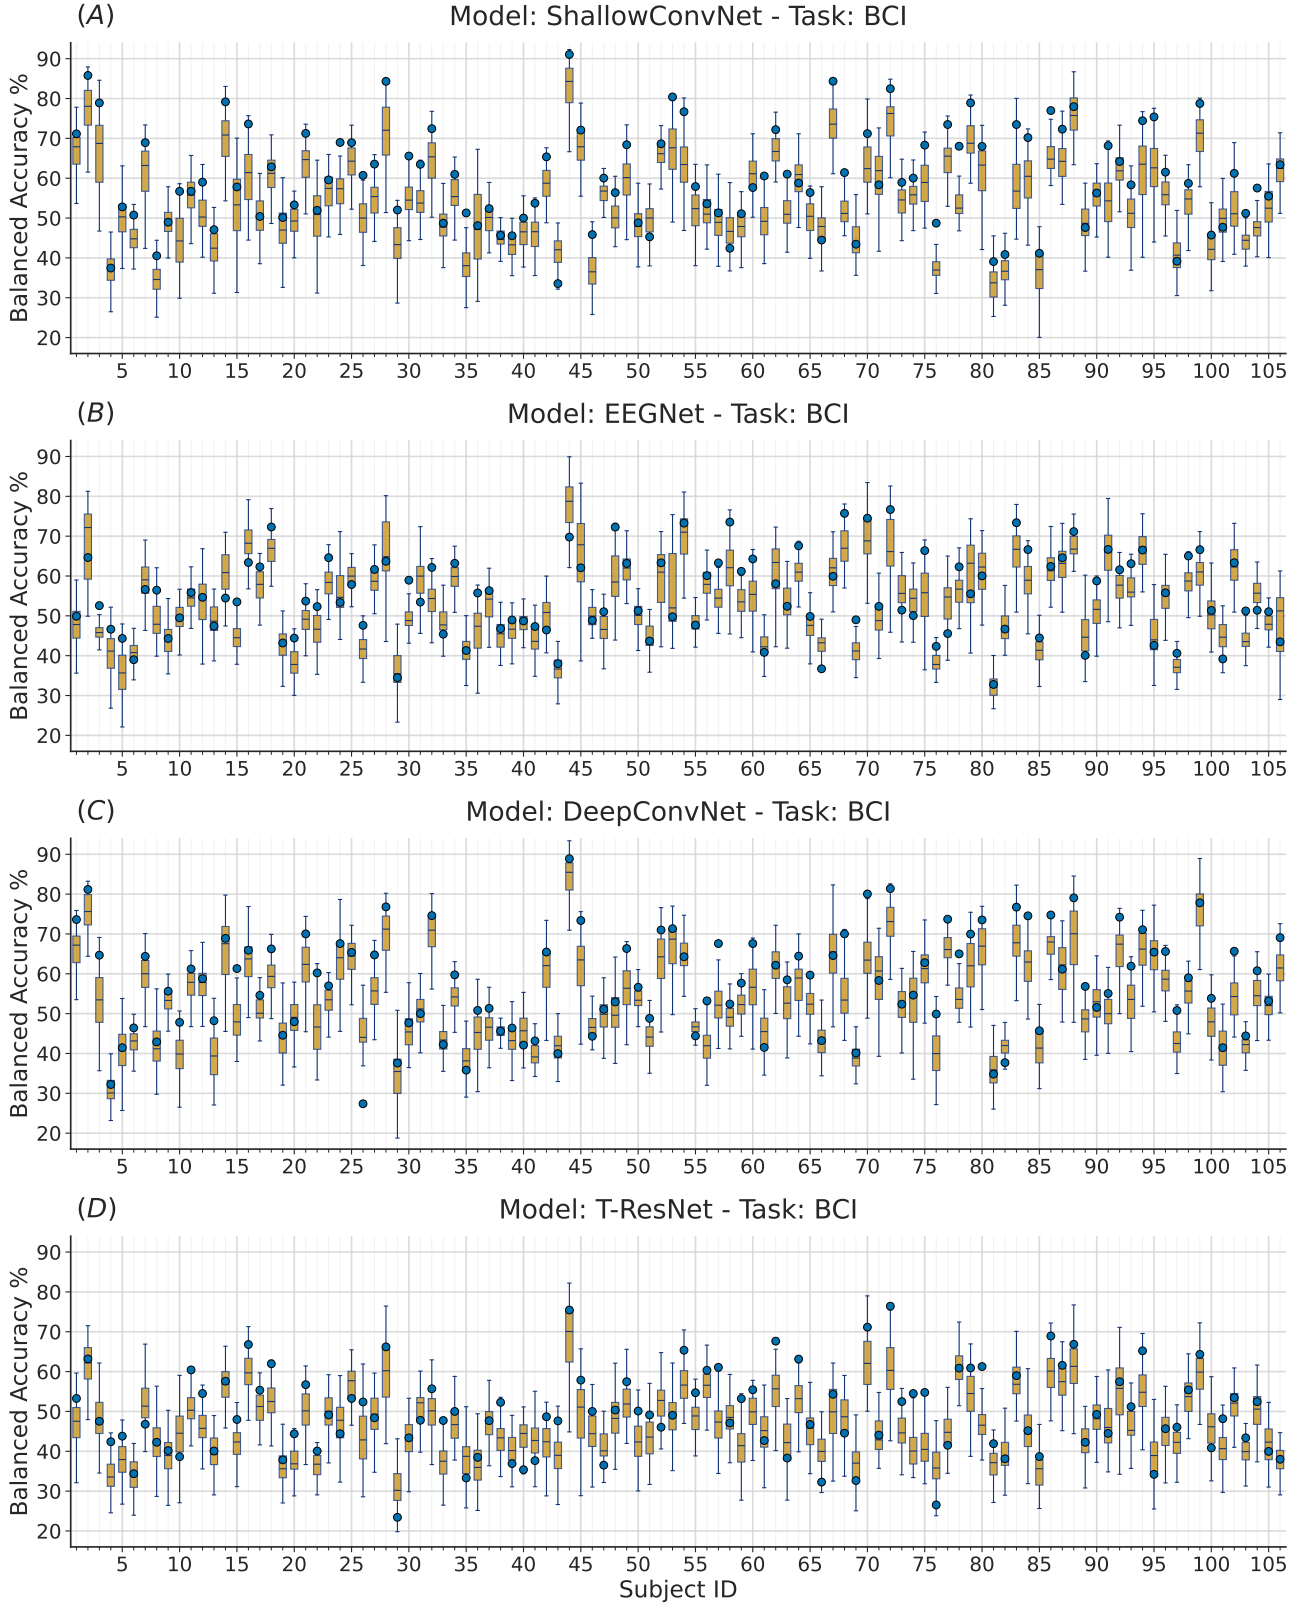 (A) Model: ShallowConvNet - Task: BCI
Balanced Accuracy %
90
80
70
60
50
40
30
20
5 10 15 20 25 30 35 40 45 50 55 60 65 70 75 80 85 90 95 100 105
(B) Model: EEGNet - Task: BCI
Balanced Accuracy %
90
80
70
60
50
40
30
20
5 10 15 20 25 30 35 40 45 50 55 60 65 70 75 80 85 90 95 100 105
(C) Model: DeepConvNet - Task: BCI
Balanced Accuracy %
90
80
70
60
50
40
30
20
5 10 15 20 25 30 35 40 45 50 55 60 65 70 75 80 85 90 95 100 105
(D) Model: T-ResNet - Task: BCI
Balanced Accuracy %
90
80
70
60
50
40
30
20
5 10 15 20 25 30 35 40 45 50 55 60 65 70 75 80 85 90 95 100 105
Subject ID